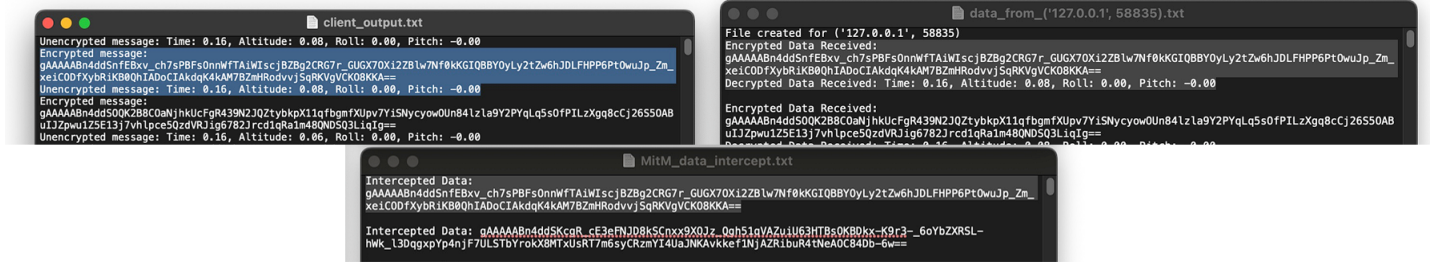 client_output.txt
Unencrypted message: Time: 0.16, Altitude: 0.08, Roll: 0.00, Pitch: -0.00
Encrypted message:
gAAAAABn4ddSnfEBxv_ch7sPBFsOnnWfTAiWIscjBZBg2CRG7r_GUGX7OXi2ZBlw7Nf0kKGIQBBYOyLy2tZw6hJDLFHPP6PtOwuJp_Zm_
xeiCODfXybRiKB0QhIADoCIAkdqK4kAM7BZmHRodvvjSqRKVgVCKO8KKA==
Unencrypted message: Time: 0.16, Altitude: 0.08, Roll: 0.00, Pitch: -0.00
Encrypted message:
gAAAAABn4ddSOQK2B8COaNjhkUcFgR439N2JQZtybkpX11qfbgmfXUpv7YiSNycyowOUn84lzla9Y2PYqLq5sOfPILzXgq8cCj26S5OAB
uIJZpwu1Z5E13j7vhlpce5QzdVRJig6782Jrcd1qRa1m48QNDSQ3LiqIg==
Unencrypted message: Time: 0.16, Altitude: 0.06, Roll: 0.00, Pitch: -0.00
data_from_('127.0.0.1', 58835).txt
File created for ('127.0.0.1', 58835)
Encrypted Data Received:
gAAAAABn4ddSnfEBxv_ch7sPBFsOnnWfTAiWIscjBZBg2CRG7r_GUGX7OXi2ZBlw7Nf0kKGIQBBYOyLy2tZw6hJDLFHPP6PtOwuJp_Zm_
xeiCODfXybRiKB0QhIADoCIAkdqK4kAM7BZmHRodvvjSqRKVgVCKO8KKA==
Decrypted Data Received: Time: 0.16, Altitude: 0.08, Roll: 0.00, Pitch: -0.00
Encrypted Data Received:
gAAAAABn4ddSOQK2B8COaNjhkUcFgR439N2JQZtybkpX11qfbgmfXUpv7YiSNycyowOUn84lzla9Y2PYqLq5sOfPILzXgq8cCj26S5OAB
uIJZpwu1Z5E13j7vhlpce5QzdVRJig6782Jrcd1qRa1m48QNDSQ3LiqIg==
MitM_data_intercept.txt
Intercepted Data:
gAAAAABn4ddSnfEBxv_ch7sPBFsOnnWfTAiWIscjBZBg2CRG7r_GUGX7OXi2ZBlw7Nf0kKGIQBBYOyLy2tZw6hJDLFHPP6PtOwuJp_Zm_
xeiCODfXybRiKB0QhIADoCIAkdqK4kAM7BZmHRodvvjSqRKVgVCKO8KKA==
Intercepted Data: gAAAAABn4ddSKcgR_cE3eFNJD8kSCnxx9XQJz_Qgh51qVAZuiU63HTBsOKBDkx-K9r3-_6oYbZXRSL-
hWk_l3DqgxpYp4njF7ULSTbYrokX8MTxUsRT7m6syCRzmYI4UaJNKAvkkef1NjAZRibuR4tNeAOC84Db-6w==